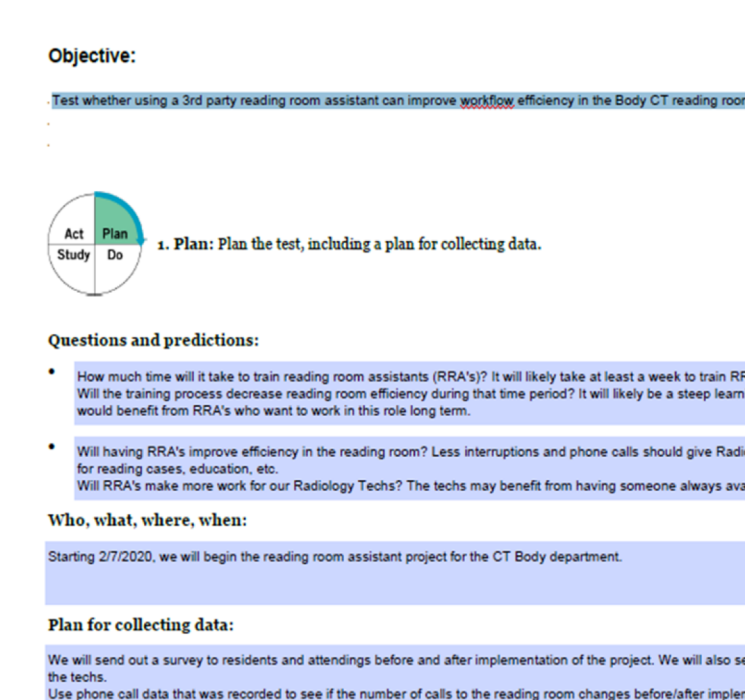 Objective:
Test whether using a 3rd party reading room assistant can improve workflow efficiency in the Body CT reading
Act Plan
Study Do
1. Plan: Plan the test, including a plan for collecting data.
Questions and predictions:
• How much time will it take to train reading room assistants (RRA's)? It will likely take at least a week to train
Will the training process decrease reading room efficiency during that time period? It will likely be a steep
would benefit from RRA's who want to work in this role long term.
• Will having RRA's improve efficiency in the reading room? Less interruptions and phone calls should give
for reading cases, education, etc.
Will RRA's make more work for our Radiology Techs? The techs may benefit from having someone always
Who, what, where, when:
Starting 2/7/2020, we will begin the reading room assistant project for the CT Body department.
Plan for collecting data:
We will send out a survey to residents and attendings before and after implementation of the project. We will also
the techs.
Use phone call data that was recorded to see if the number of calls to the reading room changes before/after